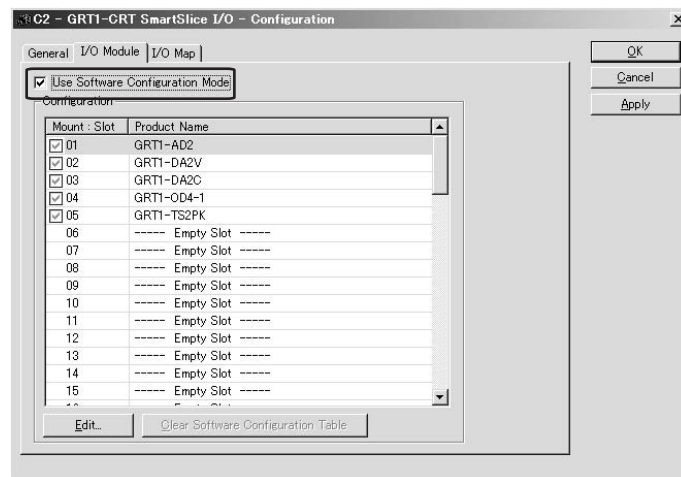 C2 - GRT1-CRT SmartSlice I/O - Configuration
General I/O Module I/O Map
Use Software Configuration Mode
Configuration
Mount : Slot Product Name
01 GRT1-AD2
02 GRT1-DA2V
03 GRT1-DA2C
04 GRT1-OD4-1
05 GRT1-TS2PK
06 ----- Empty Slot -----
07 ----- Empty Slot -----
08 ----- Empty Slot -----
09 ----- Empty Slot -----
10 ----- Empty Slot -----
11 ----- Empty Slot -----
12 ----- Empty Slot -----
13 ----- Empty Slot -----
14 ----- Empty Slot -----
15 ----- Empty Slot -----
Edit... Clear Software Configuration Table
OK
Cancel
Apply